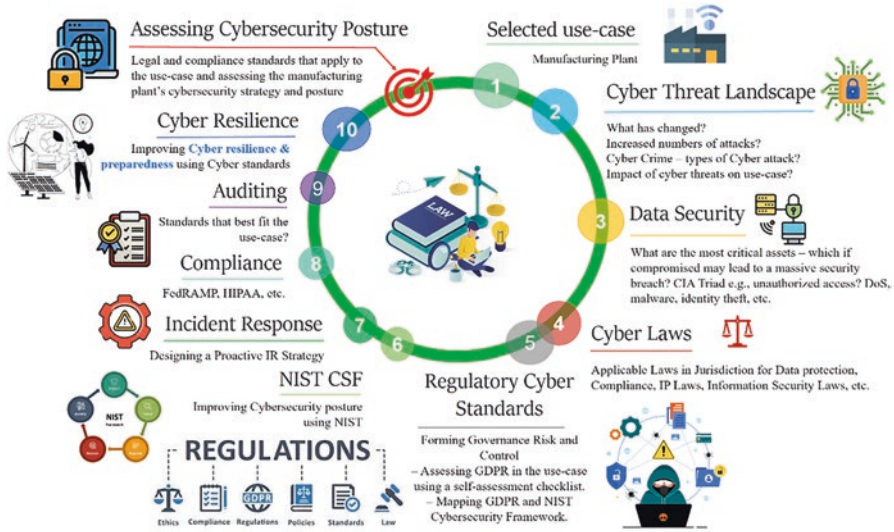 Assessing Cybersecurity Posture
Legal and compliance standards that apply to
the use-case and assessing the manufacturing
plant's cybersecurity strategy and posture
Selected use-case
Manufacturing Plant
Cyber Threat Landscape
What has changed?
Increased numbers of attacks?
Cyber Crime – types of Cyber attack?
Impact of cyber threats on use-case?
Data Security
What are the most critical assets – which if
compromised may lead to a massive security
breach? CIA Triad e.g., unauthorized access? DoS,
malware, identity theft, etc.
Cyber Laws
Applicable Laws in Jurisdiction for Data protection,
Compliance, IP Laws, Information Security Laws, etc.
Regulatory Cyber
Standards
Forming Governance Risk and
Control
– Assessing GDPR in the use-case
using a self-assessment checklist.
– Mapping GDPR and NIST
Cybersecurity Framework.
NIST CSF
Improving Cybersecurity posture
using NIST
Incident Response
Designing a Proactive IR Strategy
Compliance
FedRAMP, HIPAA, etc.
Auditing
Standards that best fit the
use-case?
Cyber Resilience
Improving Cyber resilience &
preparedness using Cyber standards
1
2
3
4
5
6
7
8
9
10
LAW
NIST
REGULATIONS
GDPR
Ethics
Compliance
Regulations
Policies
Standards
Law